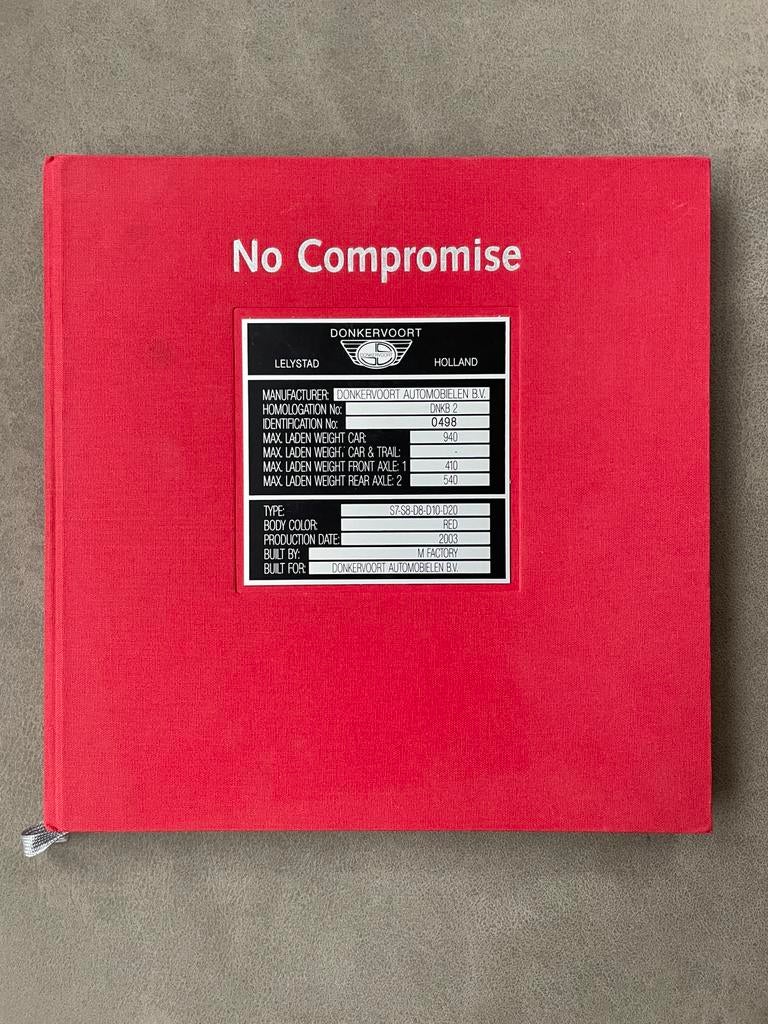 No Compromise
DONKERVOORT
DONKERVOORT
LELYSTAD HOLLAND
MANUFACTURER: DONKERVOORT AUTOMOBIELEN B.V.
HOMOLOGATION No: DNKB 2
IDENTIFICATION No: 0498
MAX. LADEN WEIGHT CAR: 940
MAX. LADEN WEIGHT CAR & TRAIL: -
MAX. LADEN WEIGHT FRONT AXLE: 1 410
MAX. LADEN WEIGHT REAR AXLE: 2 540
TYPE: S7-S8-D8-D10-D20
BODY COLOR: RED
PRODUCTION DATE: 2003
BUILT BY: M FACTORY
BUILT FOR: DONKERVOORT AUTOMOBIELEN B.V.